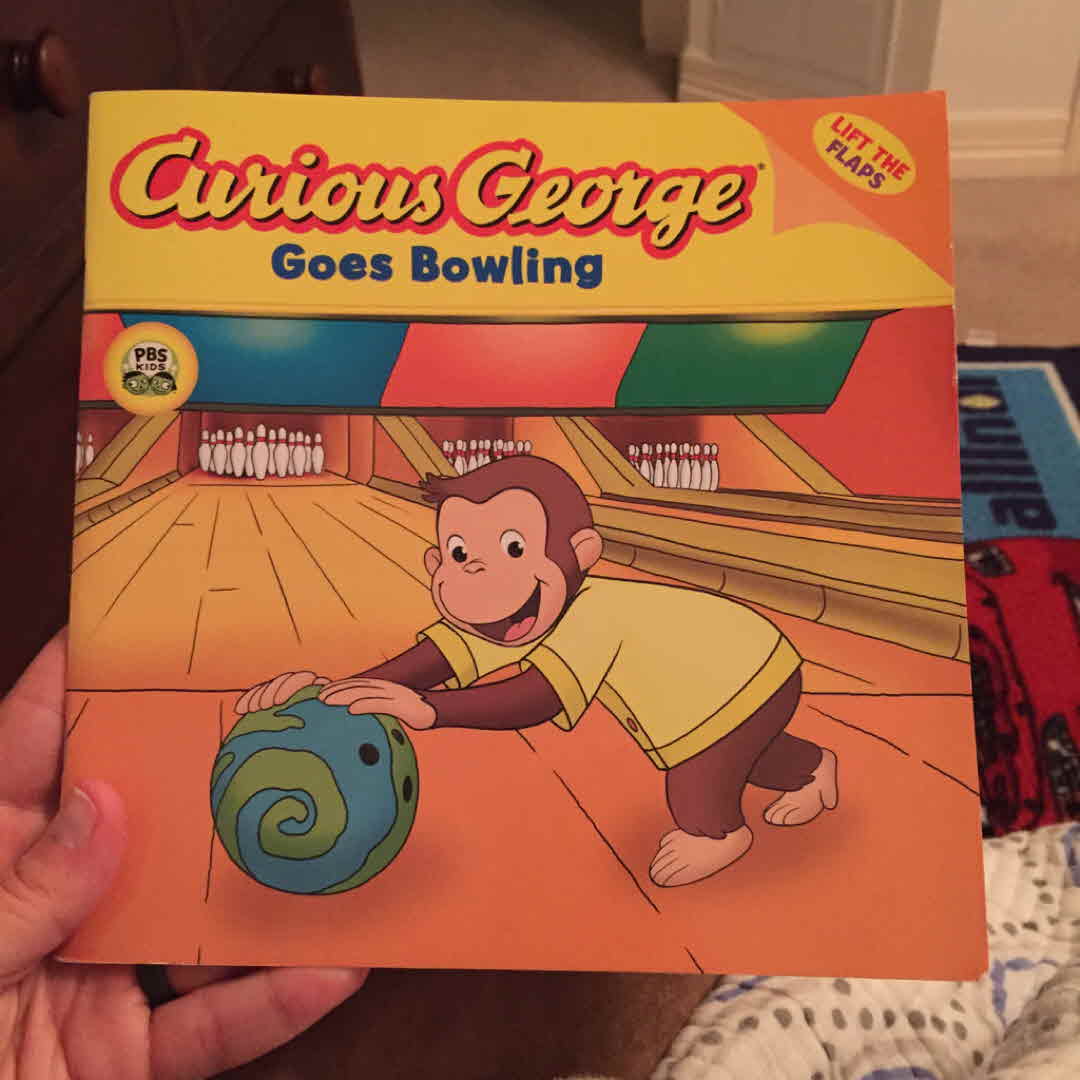 Curious George
Goes Bowling
LIFT THE
FLAPS
PBS
KIDS